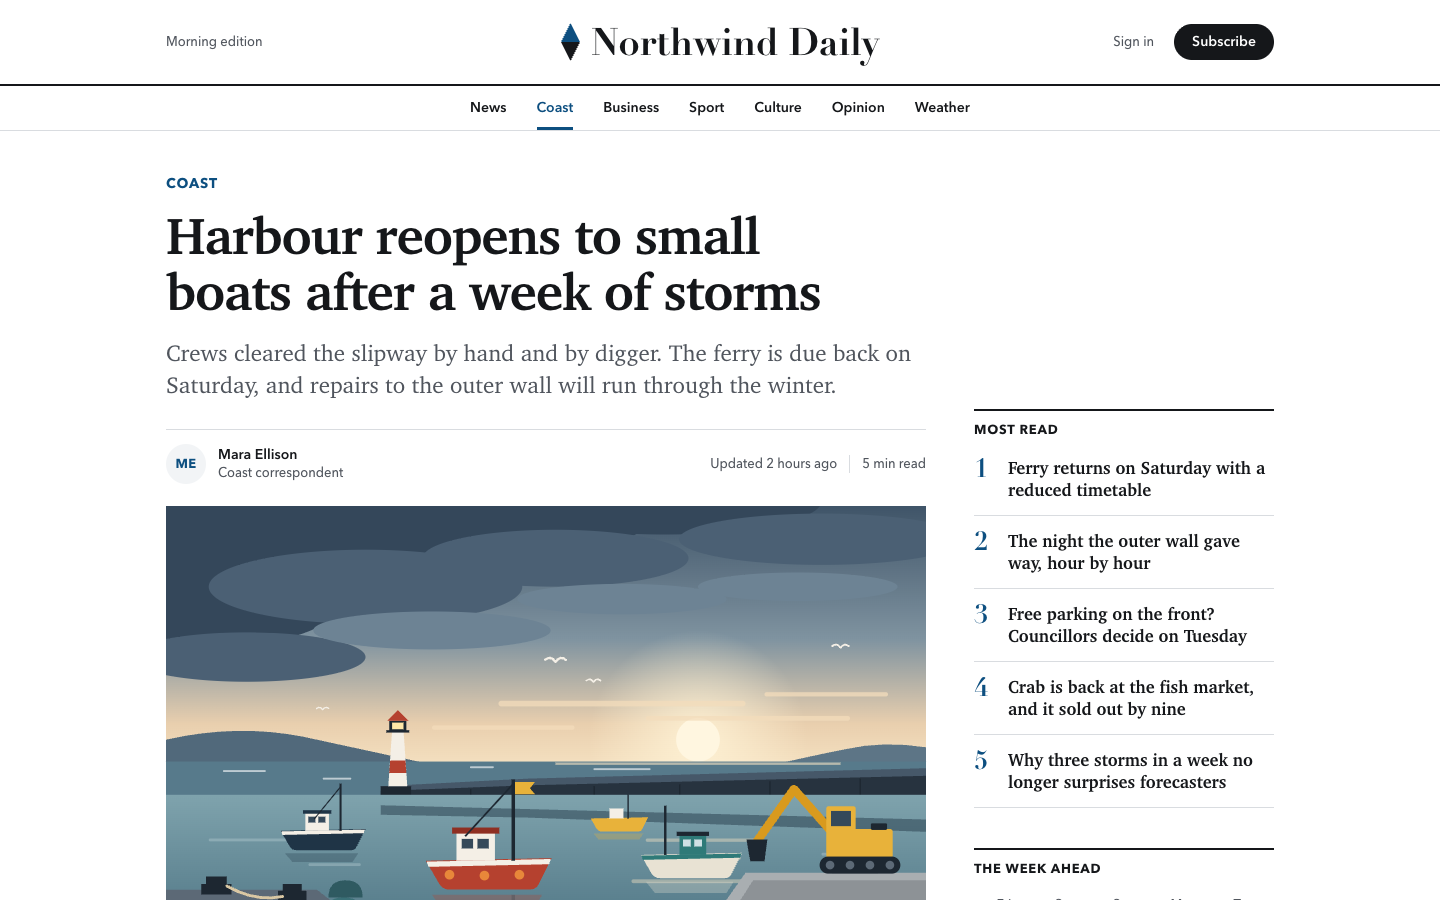 Morning edition
Northwind Daily
Sign in
Subscribe
News
Coast
Business
Sport
Culture
Opinion
Weather
COAST
Harbour reopens to small
boats after a week of storms
Crews cleared the slipway by hand and by digger. The ferry is due back on
Saturday, and repairs to the outer wall will run through the winter.
ME
Mara Ellison
Coast correspondent
Updated 2 hours ago
5 min read
MOST READ
1 Ferry returns on Saturday with a
reduced timetable
2 The night the outer wall gave
way, hour by hour
3 Free parking on the front?
Councillors decide on Tuesday
4 Crab is back at the fish market,
and it sold out by nine
5 Why three storms in a week no
longer surprises forecasters
THE WEEK AHEAD